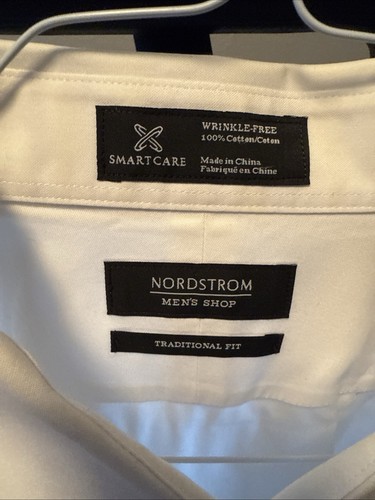 WRINKLE-FREE
100% Cotton/Coton
SMARTCARE
Made in China
Fabriqué en Chine
NORDSTROM
MEN'S SHOP
TRADITIONAL FIT